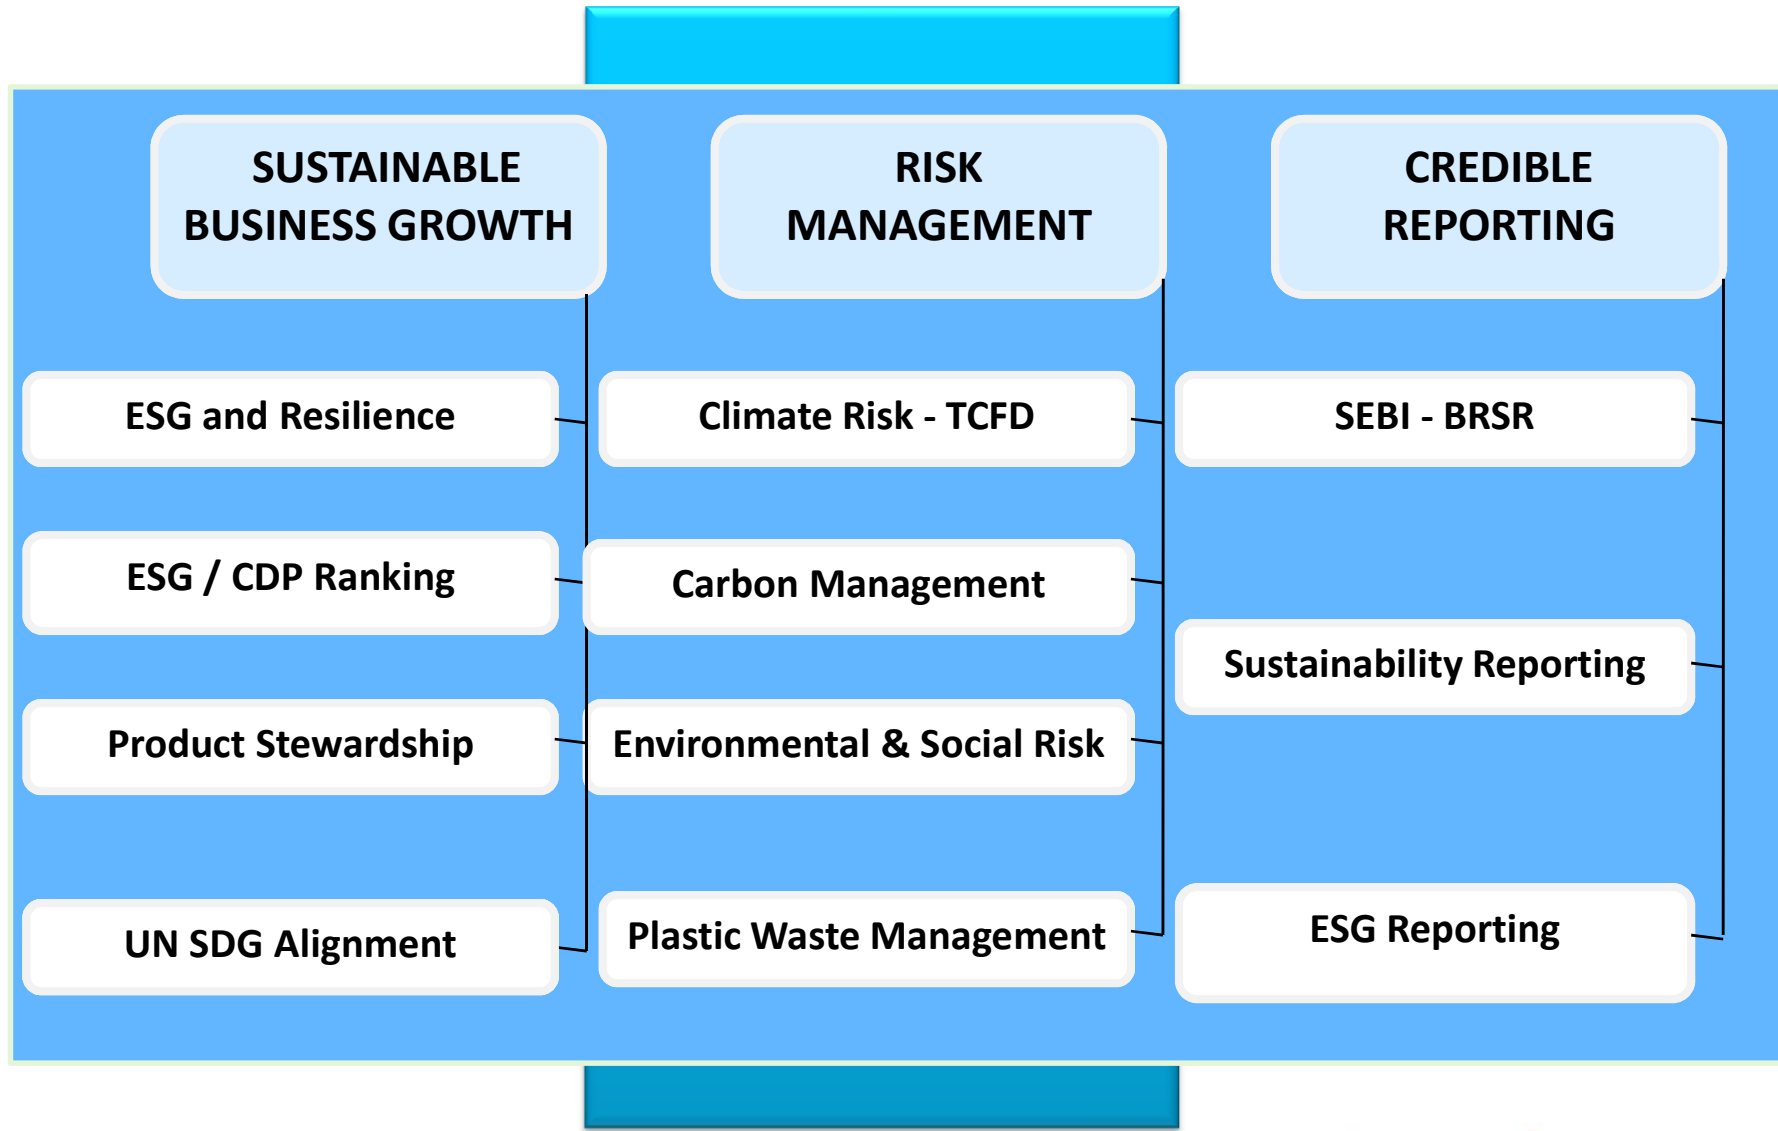 SUSTAINABLE
BUSINESS GROWTH
ESG and Resilience
ESG / CDP Ranking
Product Stewardship
UN SDG Alignment
RISK
MANAGEMENT
Climate Risk - TCFD
Carbon Management
Environmental & Social Risk
Plastic Waste Management
CREDIBLE
REPORTING
SEBI - BRSR
Sustainability Reporting
ESG Reporting